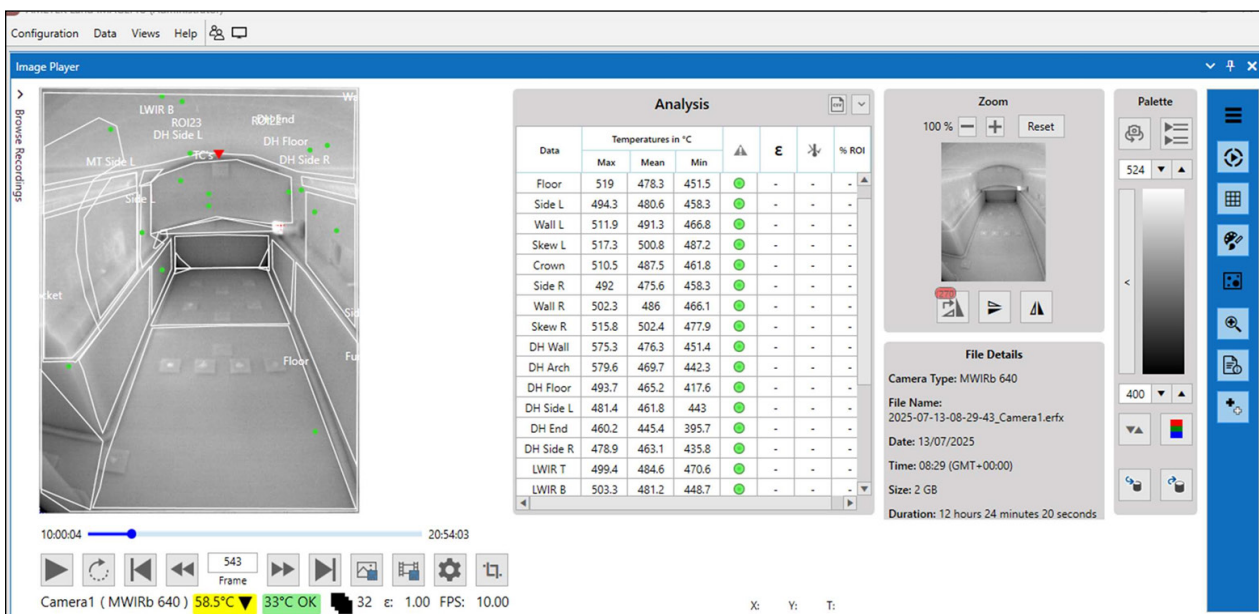 Configuration Data Views Help
Image Player
Browse Recordings
LWIR B
ROI23
DH End
DH Side L
DH Floor
MT Side L
TC's
DH Side R
Side L
Floor
Analysis
Data Temperatures in °C ε % ROI
Max Mean Min
Floor 519 478.3 451.5 - - -
Side L 494.3 480.6 458.3 - - -
Wall L 511.9 491.3 466.8 - - -
Skew L 517.3 500.8 487.2 - - -
Crown 510.5 487.5 461.8 - - -
Side R 492 475.6 458.3 - - -
Wall R 502.3 486 466.1 - - -
Skew R 515.8 502.4 477.9 - - -
DH Wall 575.3 476.3 451.4 - - -
DH Arch 579.6 469.7 442.3 - - -
DH Floor 493.7 465.2 417.6 - - -
DH Side L 481.4 461.8 443 - - -
DH End 460.2 445.4 395.7 - - -
DH Side R 478.9 463.1 435.8 - - -
LWIR T 499.4 484.6 470.6 - - -
LWIR B 503.3 481.2 448.7 - - -
Zoom
100 % Reset
File Details
Camera Type: MWIRb 640
File Name:
2025-07-13-08-29-43_Camera1.erfx
Date: 13/07/2025
Time: 08:29 (GMT+00:00)
Size: 2 GB
Duration: 12 hours 24 minutes 20 seconds
Palette
524
<
400
10:00:04 20:54:03
543
Frame
Camera1 ( MWIRb 640 ) 58.5°C 33°C OK 32 ε: 1.00 FPS: 10.00
X: Y: T: